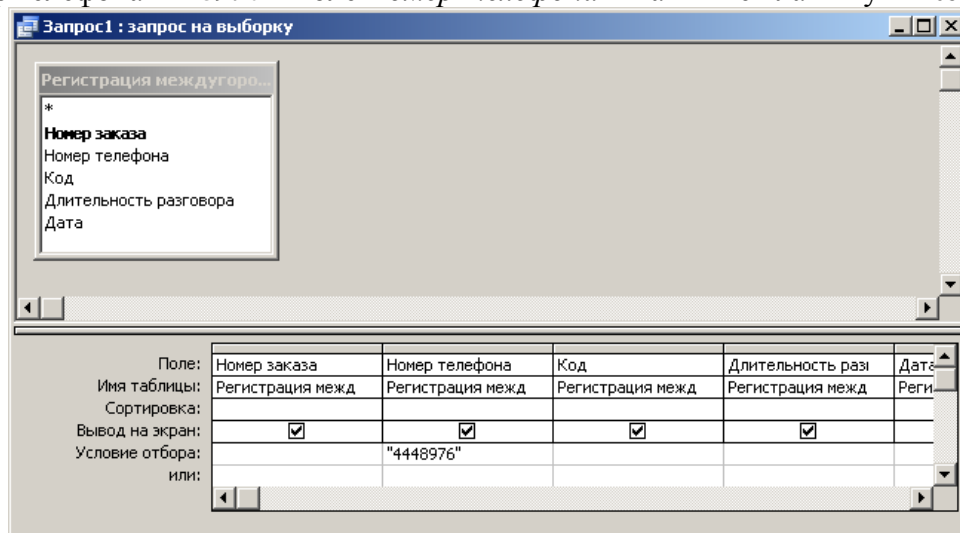 Запрос1 : запрос на выборку
Регистрация междугоро...
*
Номер заказа
Номер телефона
Код
Длительность разговора
Дата
Поле: Номер заказа Номер телефона Код Длительность разг Дата
Имя таблицы: Регистрация межд Регистрация межд Регистрация межд Регистрация межд Реги
Сортировка:
Вывод на экран:
Условие отбора: "4448976"
или: